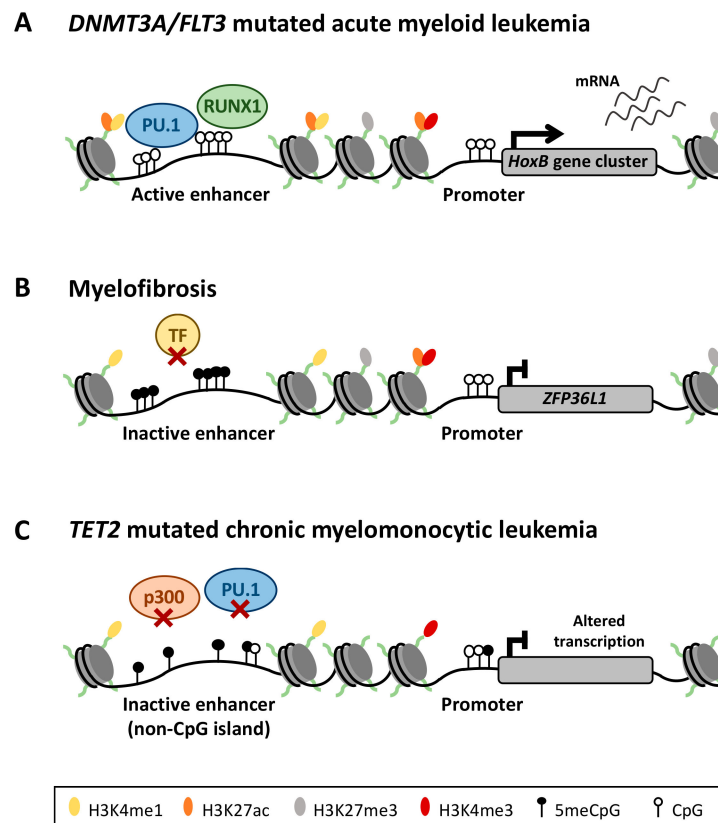 A DNMT3A/FLT3 mutated acute myeloid leukemia
mRNA
RUNX1
PU.1
HoxB gene cluster
Active enhancer
Promoter
B Myelofibrosis
TF
ZFP36L1
Inactive enhancer
Promoter
C TET2 mutated chronic myelomonocytic leukemia
p300
PU.1
Altered
transcription
Inactive enhancer
(non-CpG island)
Promoter
H3K4me1 H3K27ac H3K27me3 H3K4me3 5meCpG CpG